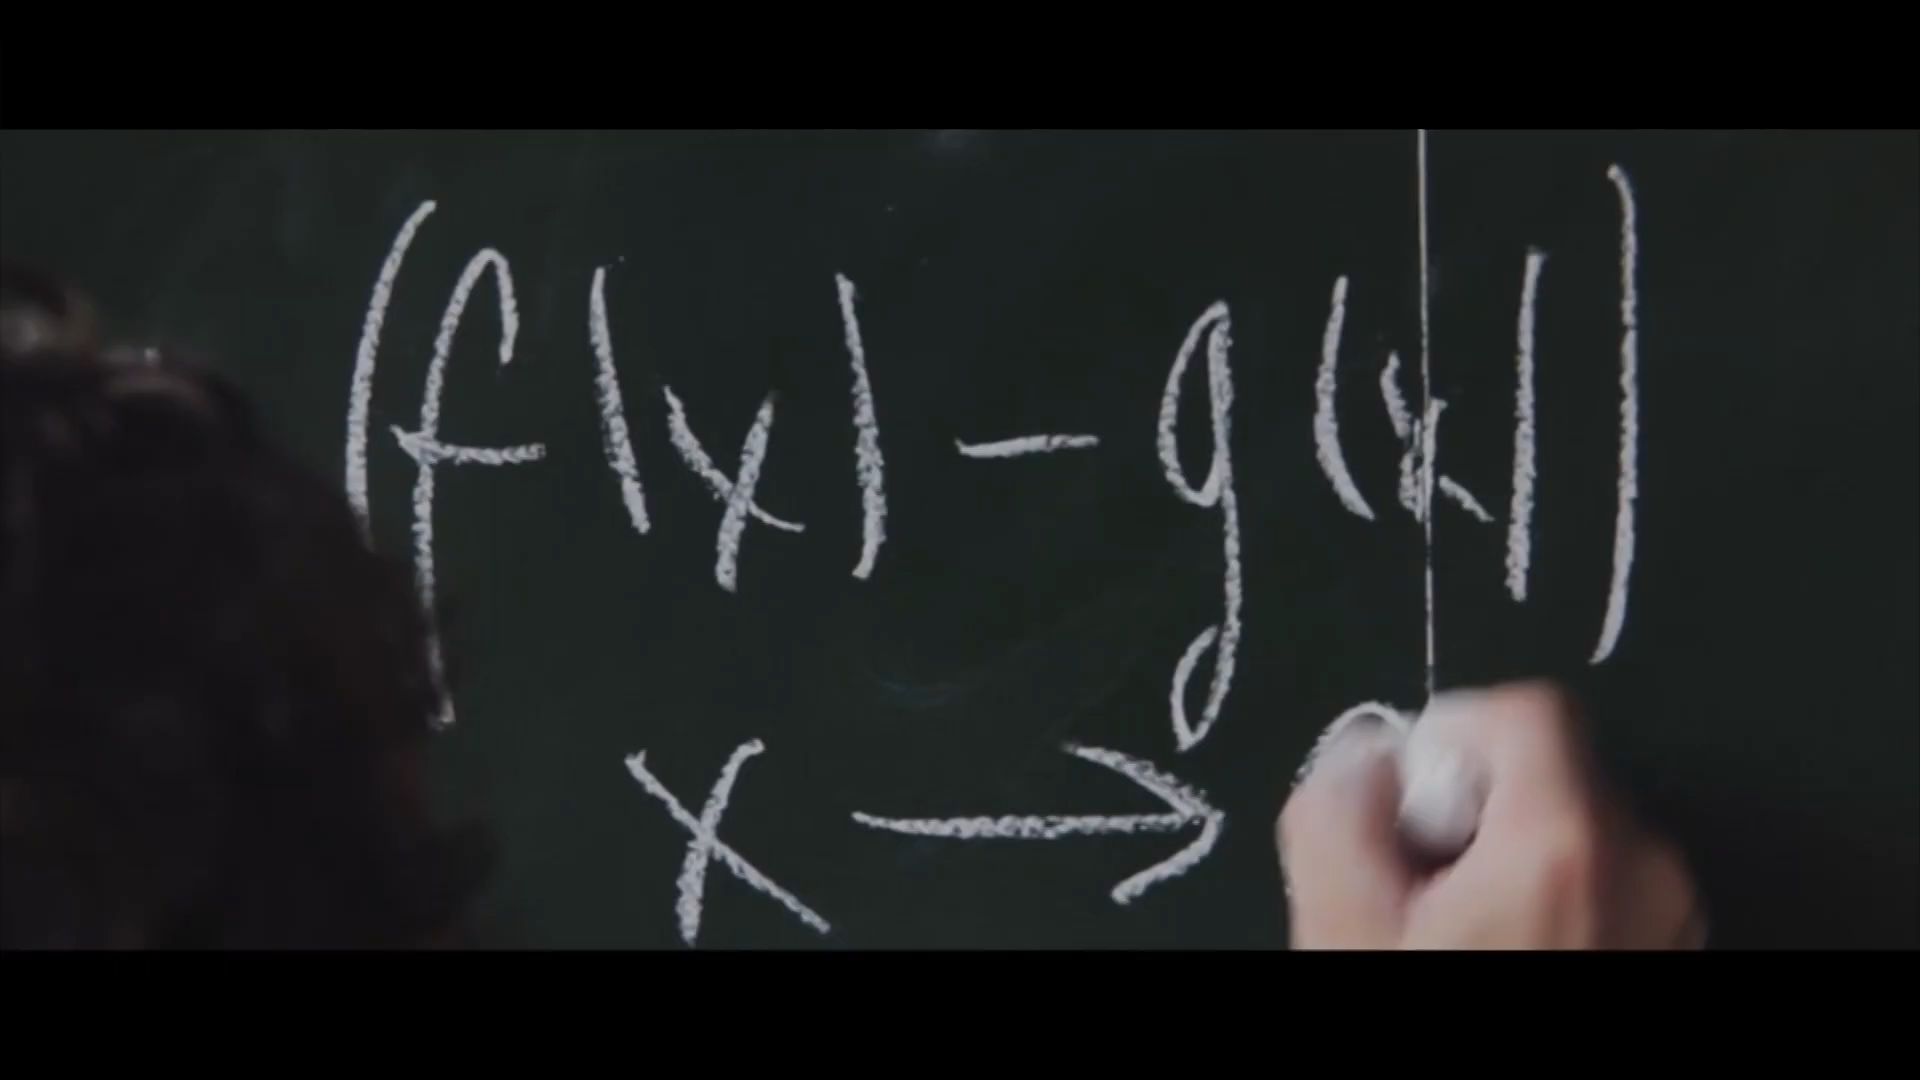 (f(x) - g(x))
x →